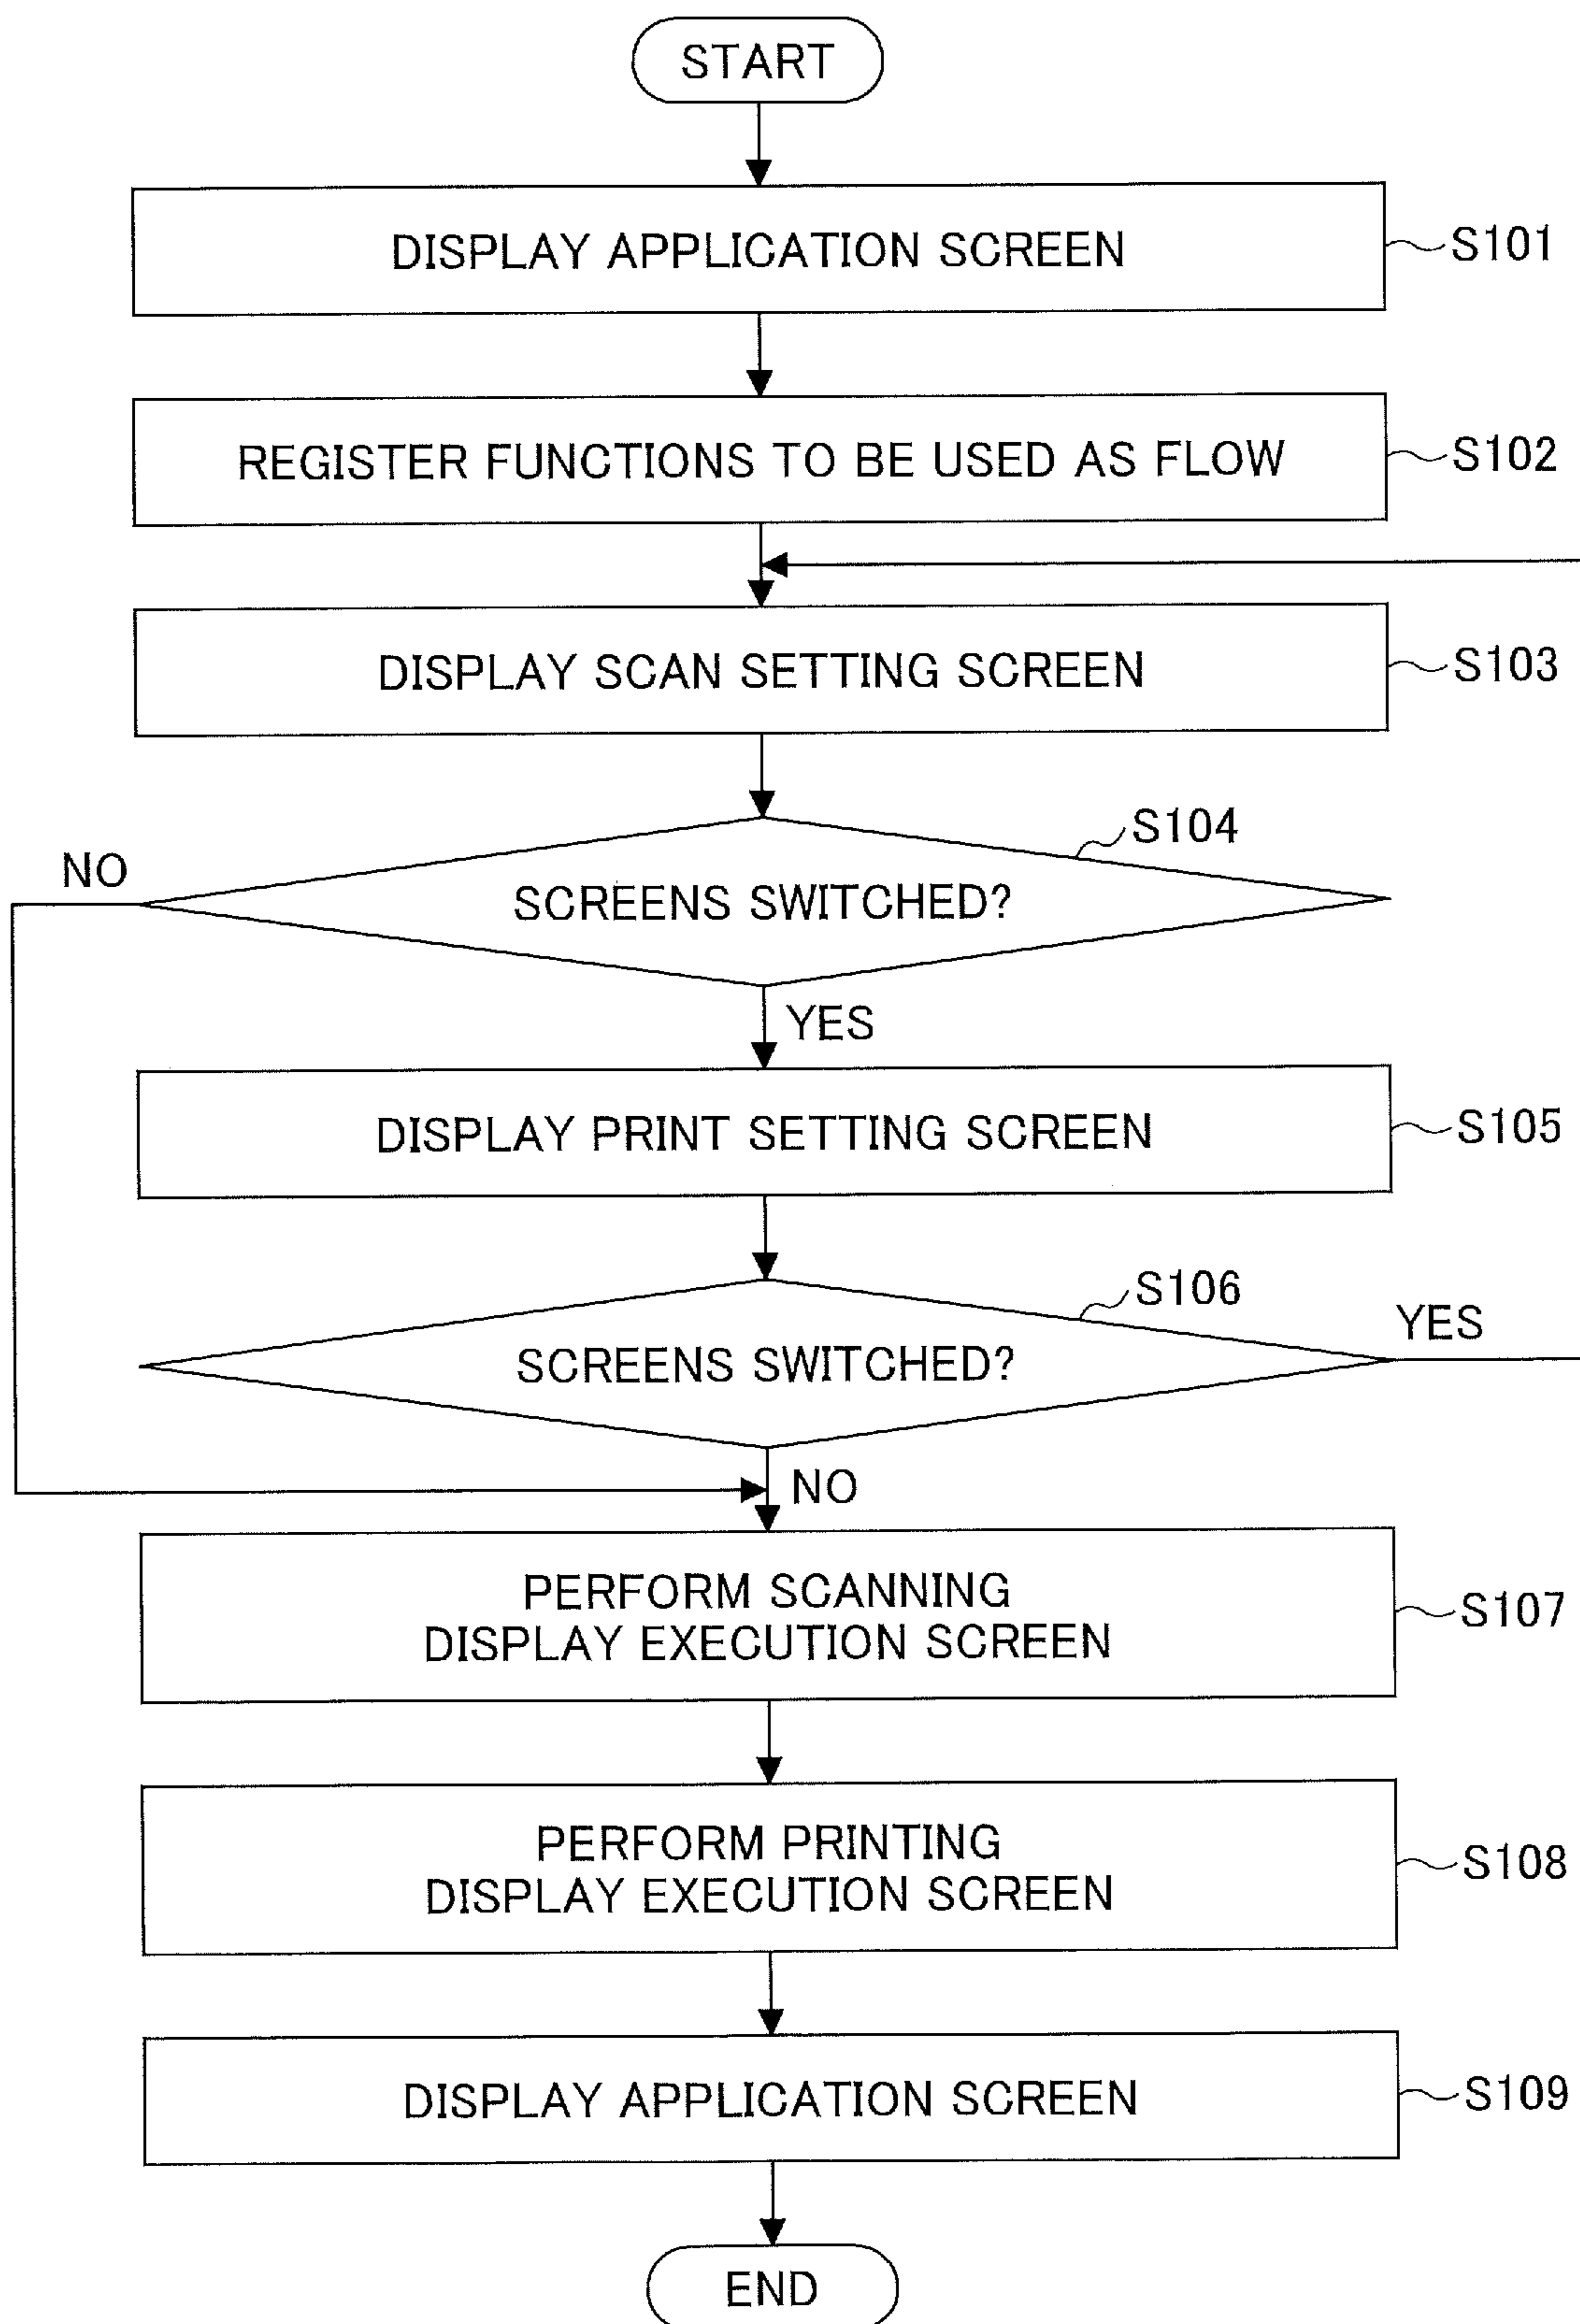 START
DISPLAY APPLICATION SCREEN
S101
REGISTER FUNCTIONS TO BE USED AS FLOW
S102
DISPLAY SCAN SETTING SCREEN
S103
S104
NO
SCREENS SWITCHED?
YES
DISPLAY PRINT SETTING SCREEN
S105
S106
YES
SCREENS SWITCHED?
NO
PERFORM SCANNING
DISPLAY EXECUTION SCREEN
S107
PERFORM PRINTING
DISPLAY EXECUTION SCREEN
S108
DISPLAY APPLICATION SCREEN
S109
END